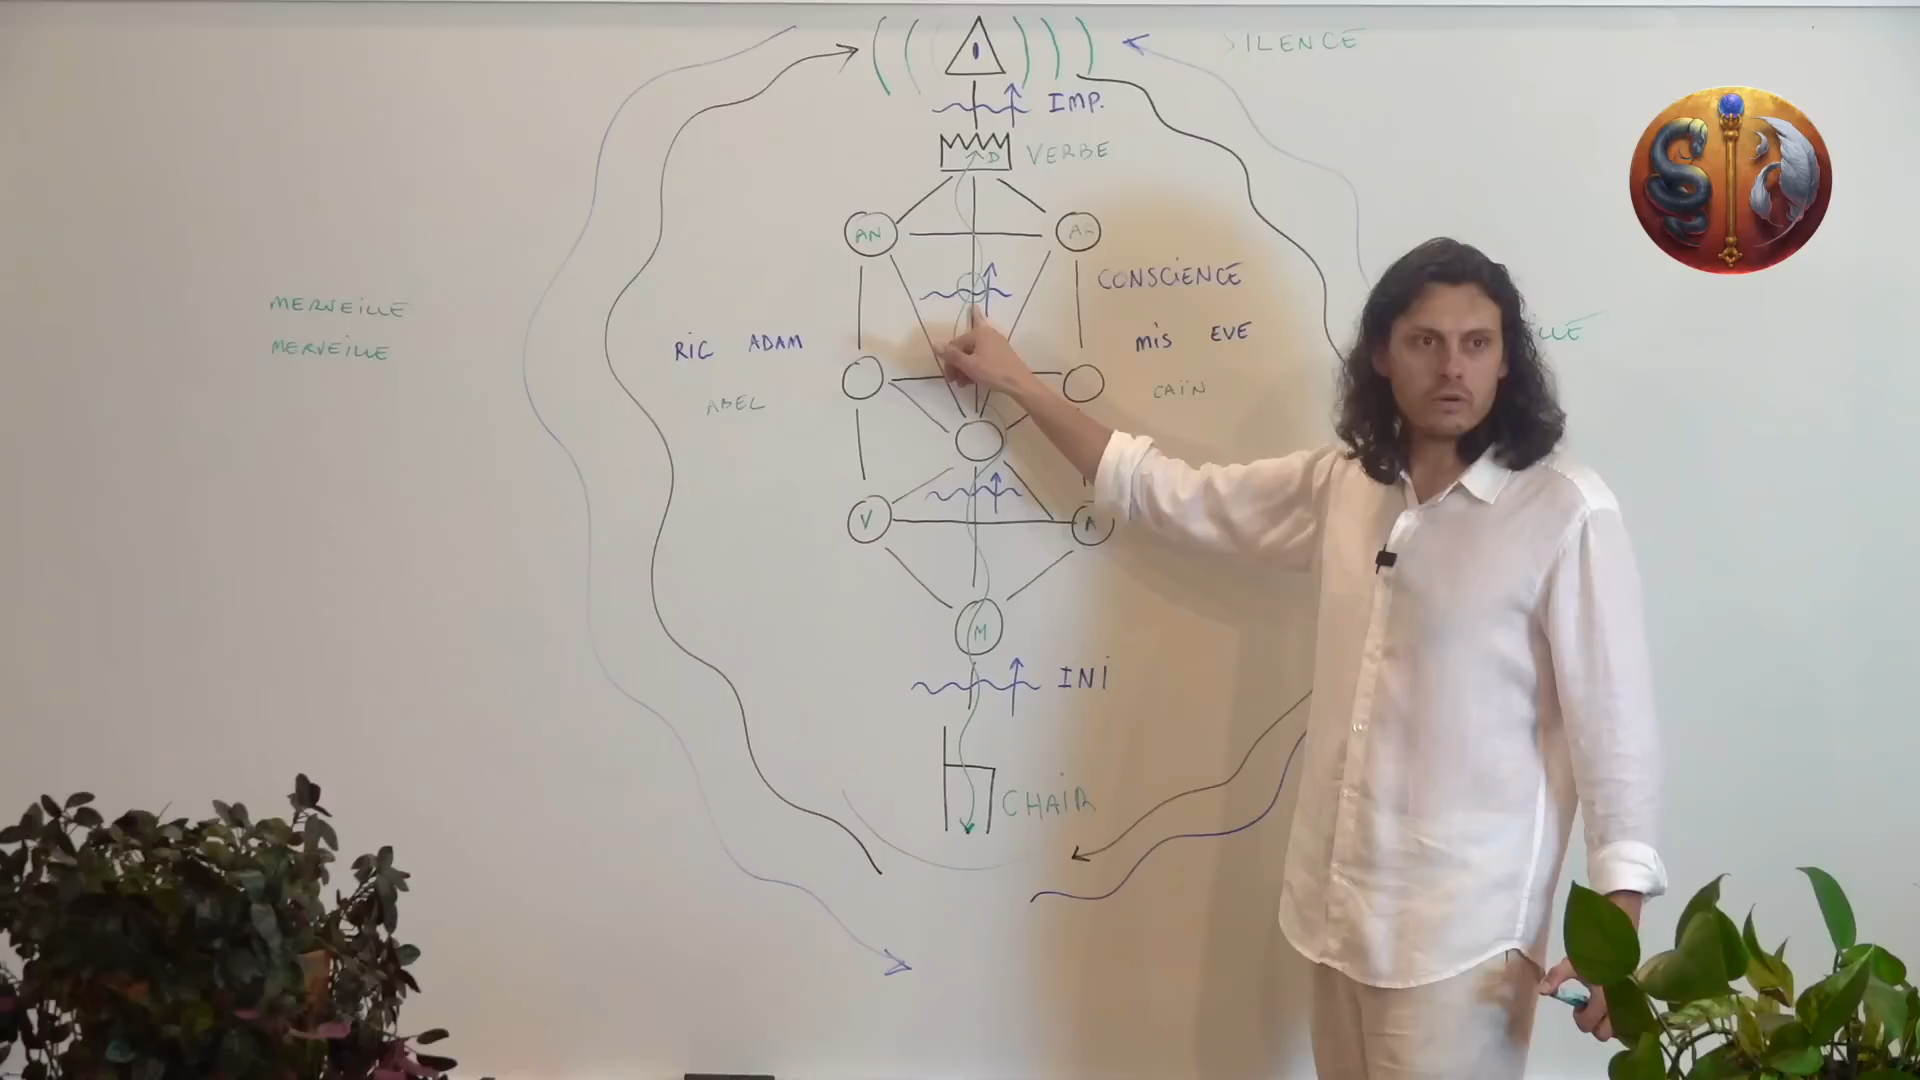 SILENCE
IMP.
D VERBE
AN
CONSCIENCE
MERVEILLE
MERVEILLE
RIC ADAM
mis EVE
ABEL
CAÏN
V
A
M
INI
CHAIR